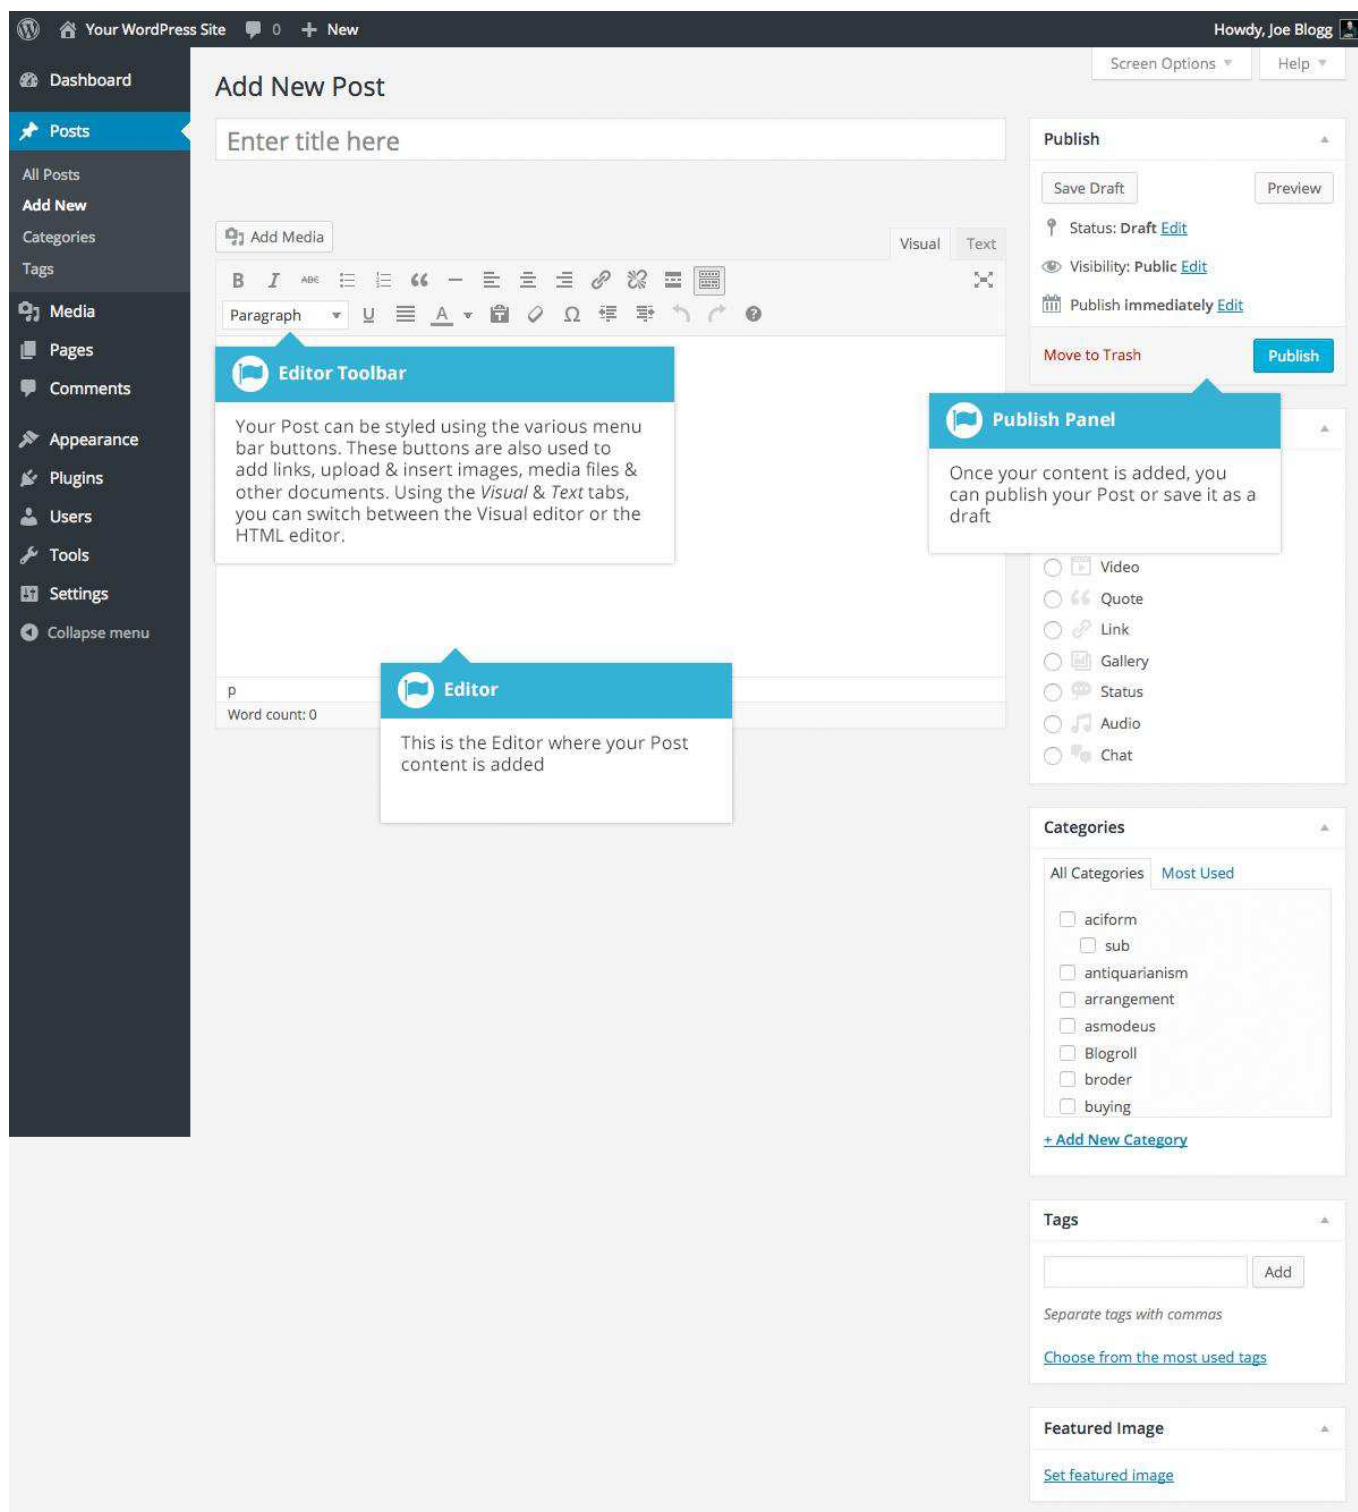 Your WordPress Site 0 + New
Howdy, Joe Blogg
Screen Options
Help
Dashboard
Posts
All Posts
Add New
Categories
Tags
Media
Pages
Comments
Appearance
Plugins
Users
Tools
Settings
Collapse menu
Add New Post
Enter title here
Add Media
Visual Text
B I ABC
Paragraph U A T Ω ?
Editor Toolbar
Your Post can be styled using the various menu
bar buttons. These buttons are also used to
add links, upload & insert images, media files &
other documents. Using the Visual & Text tabs,
you can switch between the Visual editor or the
HTML editor.
p
Word count: 0
Editor
This is the Editor where your Post
content is added
Publish
Save Draft
Preview
Status: Draft Edit
Visibility: Public Edit
Publish immediately Edit
Move to Trash
Publish
Publish Panel
Once your content is added, you
can publish your Post or save it as a
draft
Video
Quote
Link
Gallery
Status
Audio
Chat
Categories
All Categories Most Used
aciform
sub
antiquarianism
arrangement
asmodeus
Blogroll
broder
buying
+ Add New Category
Tags
Add
Separate tags with commas
Choose from the most used tags
Featured Image
Set featured image